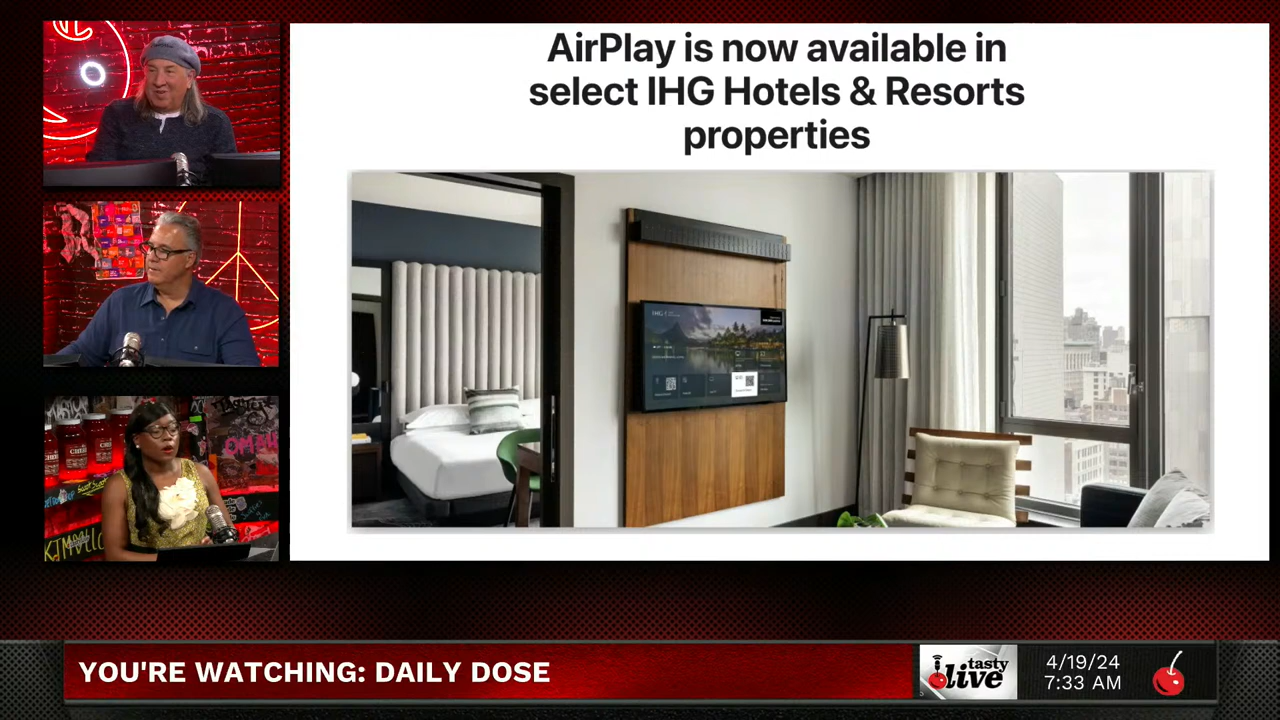 AirPlay is now available in
select IHG Hotels & Resorts
properties
IHG
YOU'RE WATCHING: DAILY DOSE
tasty
live
4/19/24
7:33 AM